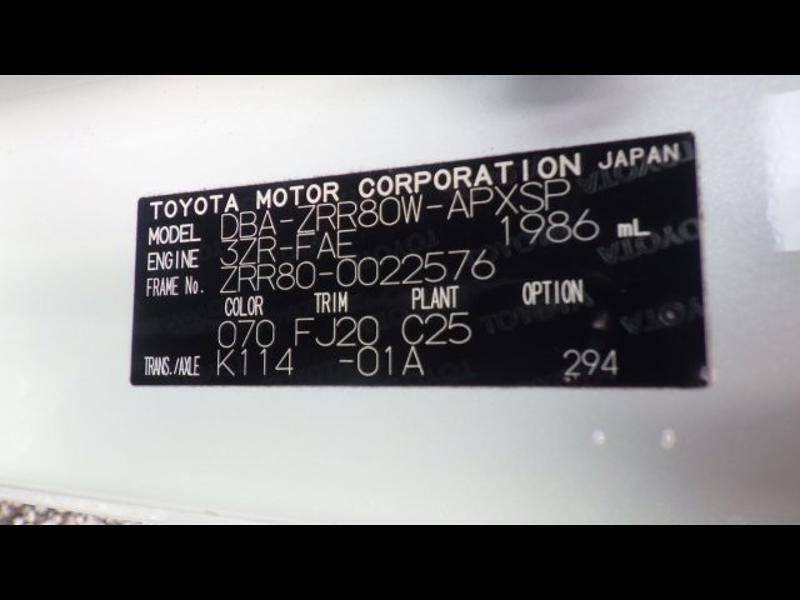 TOYOTA MOTOR CORPORATION JAPAN
MODEL DBA-ZRR80W-APXSP
ENGINE 3ZR-FAE 1986 mL
FRAME No. ZRR80-0022576
COLOR TRIM PLANT OPTION
070 FJ20 C25
TRANS./AXLE K114 -01A 294